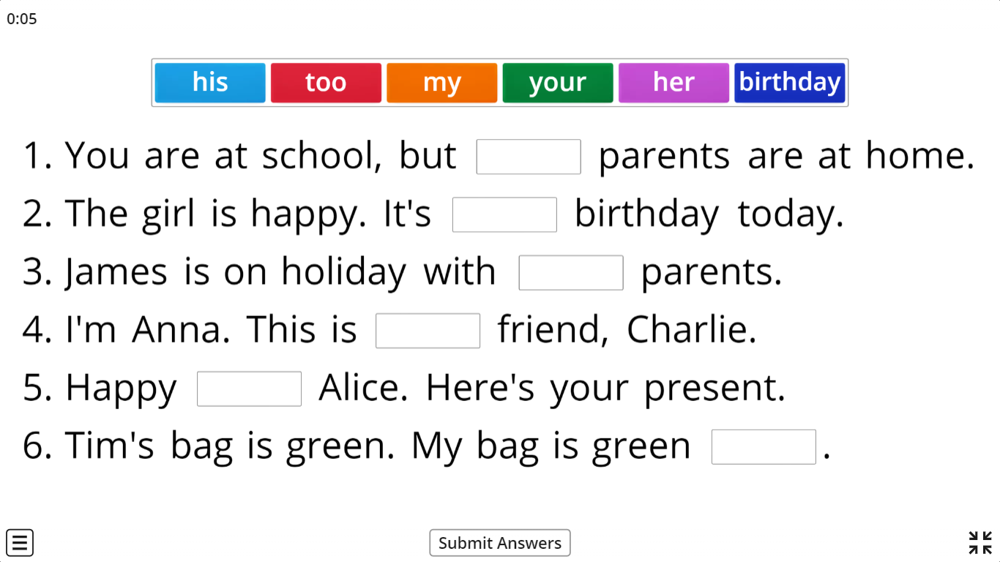 0:05
his too my your her birthday
1. You are at school, but parents are at home.
2. The girl is happy. It's birthday today.
3. James is on holiday with parents.
4. I'm Anna. This is friend, Charlie.
5. Happy Alice. Here's your present.
6. Tim's bag is green. My bag is green .
Submit Answers